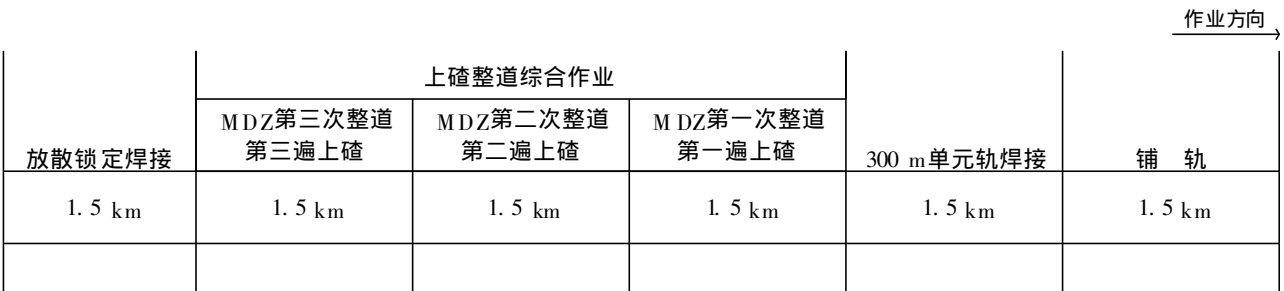 作业方向
上碴整道综合作业
MDZ第三次整道 MDZ第二次整道 MDZ第一次整道
第三遍上碴 第二遍上碴 第一遍上碴
放散锁定焊接 300 m单元轨焊接 铺 轨
1. 5 km 1. 5 km 1. 5 km 1. 5 km 1. 5 km 1. 5 km